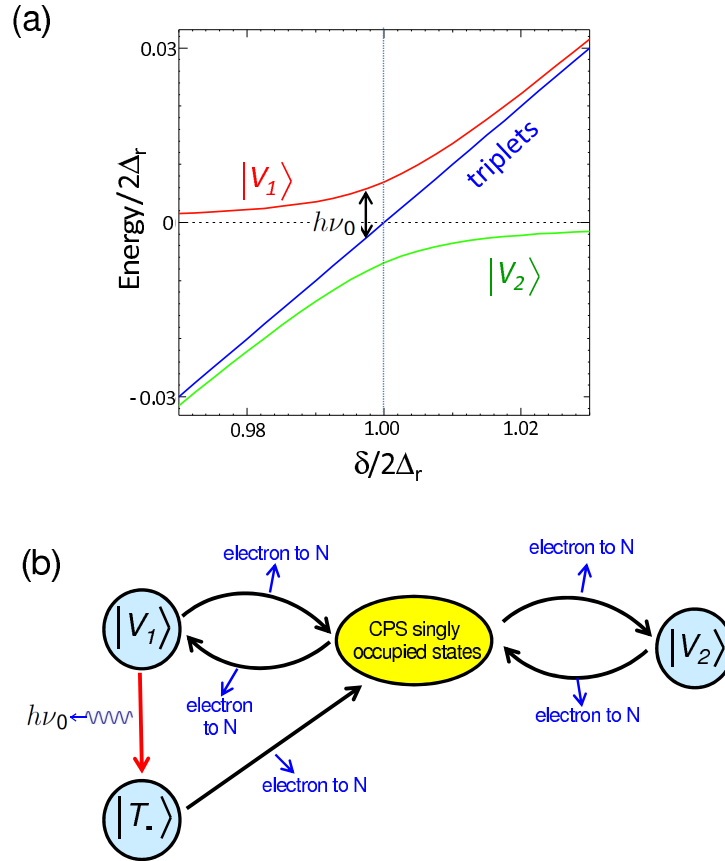 (a)
Energy/2Δr
0.03
0
-0.03
|V1⟩
hν0
triplets
|V2⟩
0.98
1.00
1.02
δ/2Δr
(b)
electron to N
electron to N
|V1⟩
CPS singly
occupied states
|V2⟩
electron
to N
electron to N
hν0
electron to N
|T-⟩